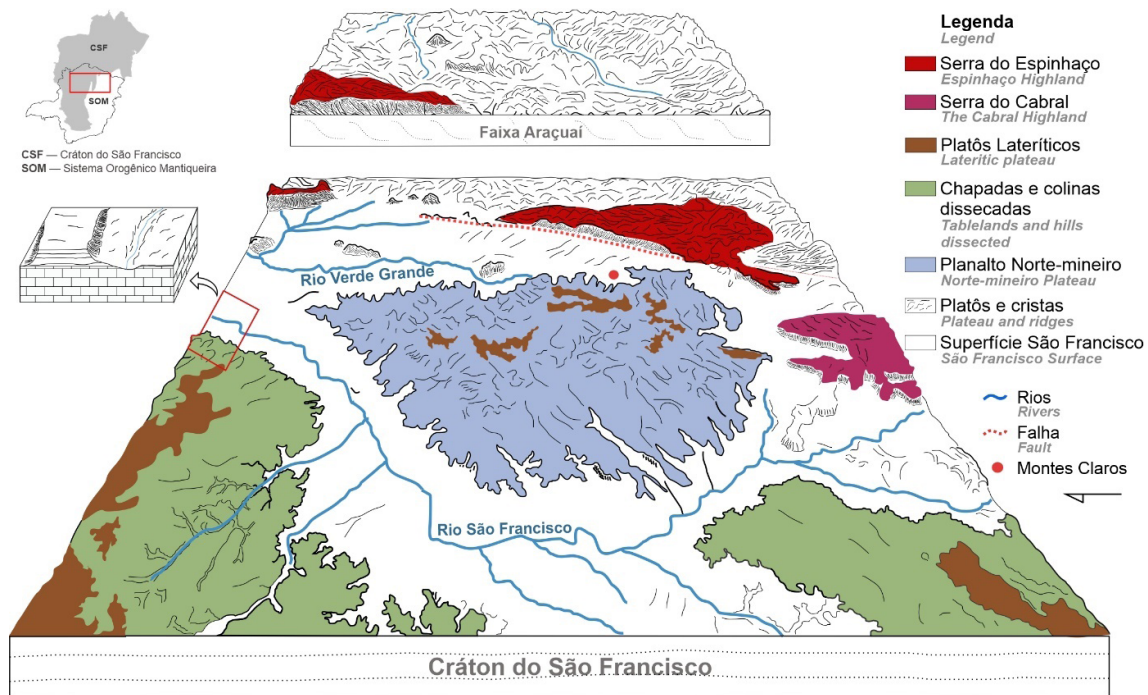 CSF
SOM
CSF — Cráton do São Francisco
SOM — Sistema Orogênico Mantiqueira
Faixa Araçuaí
Rio Verde Grande
Rio São Francisco
Cráton do São Francisco
Legenda
Legend
Serra do Espinhaço
Espinhaço Highland
Serra do Cabral
The Cabral Highland
Platôs Lateríticos
Lateritic plateau
Chapadas e colinas
dissecadas
Tablelands and hills
dissected
Planalto Norte-mineiro
Norte-mineiro Plateau
Platôs e cristas
Plateau and ridges
Superfície São Francisco
São Francisco Surface
Rios
Rivers
Falha
Fault
Montes Claros